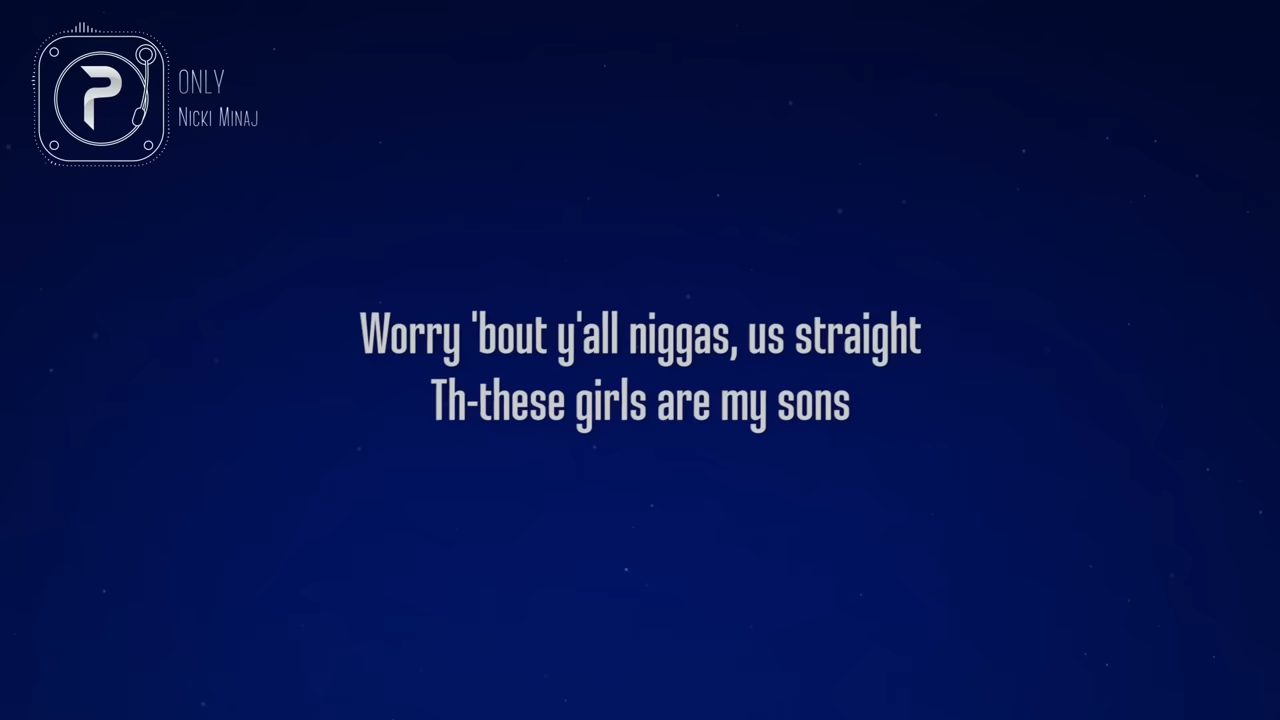 ONLY
Nicki Minaj
Worry 'bout y'all niggas, us straight
Th-these girls are my sons